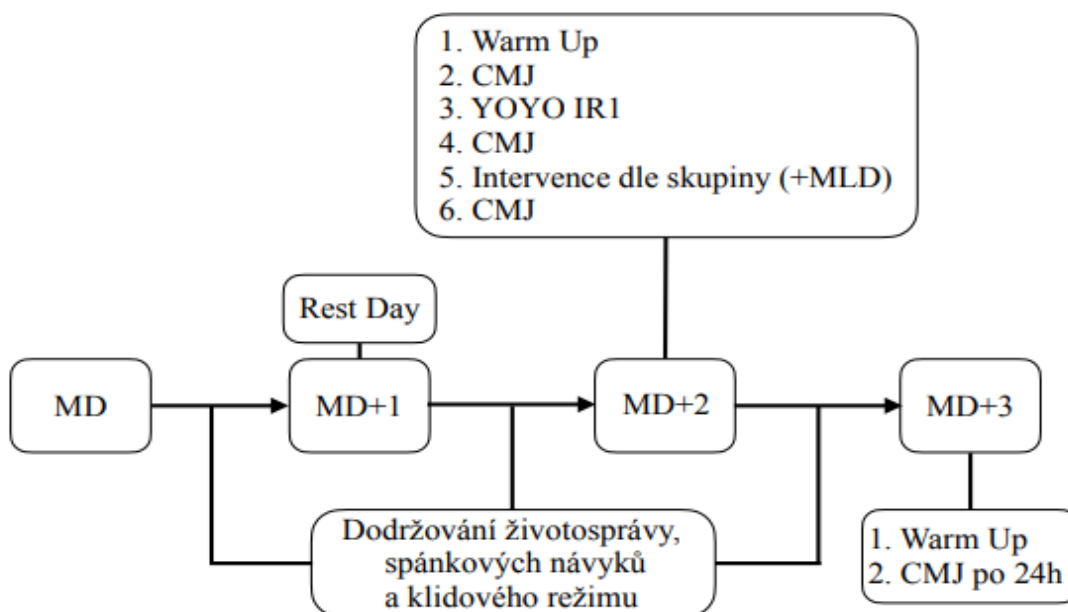 1. Warm Up
2. CMJ
3. YOYO IR1
4. CMJ
5. Intervence dle skupiny (+MLD)
6. CMJ
Rest Day
MD
MD+1
MD+2
MD+3
Dodržování životosprávy,
spánkových návyků
a klidového režimu
1. Warm Up
2. CMJ po 24h